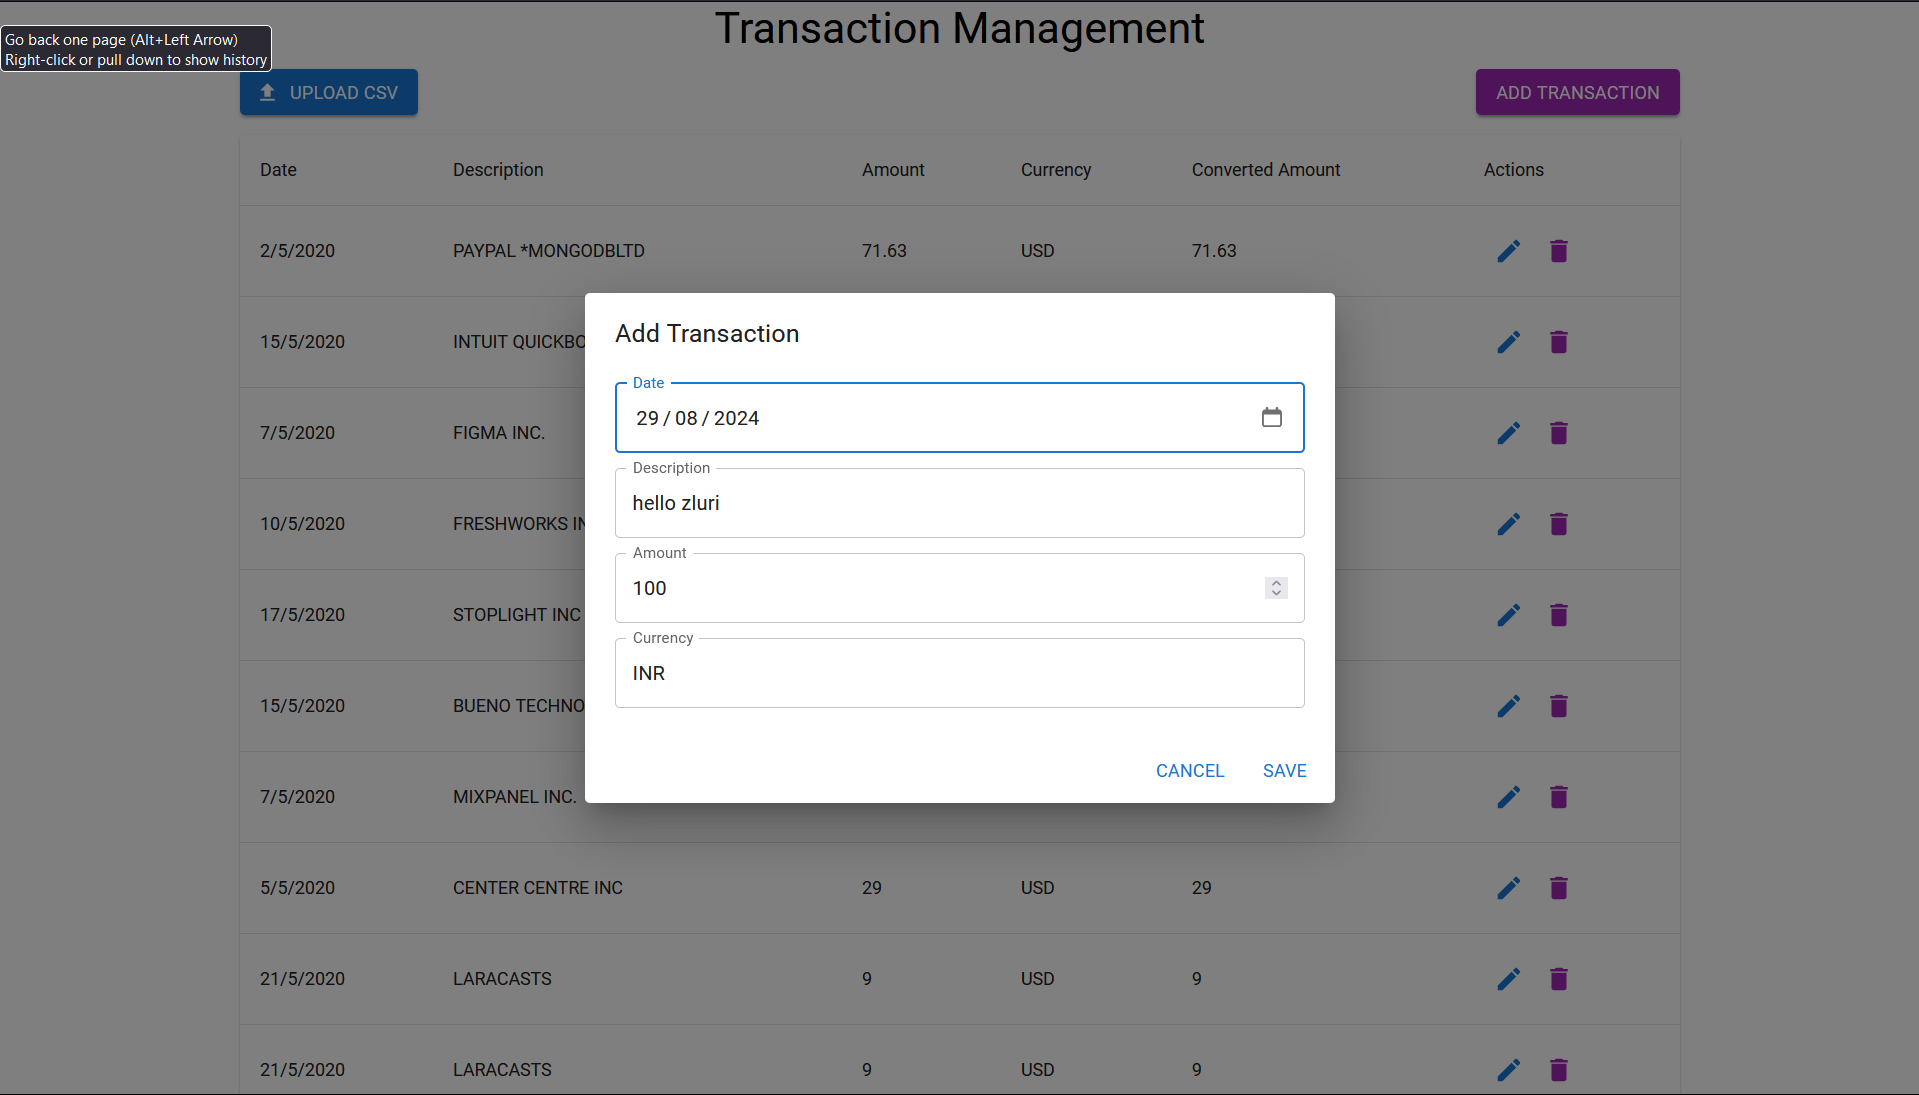 Transaction Management
Go back one page (Alt+Left Arrow)
Right-click or pull down to show history
UPLOAD CSV
ADD TRANSACTION
Date Description Amount Currency Converted Amount Actions
2/5/2020 PAYPAL *MONGODBLTD 71.63 USD 71.63
15/5/2020 INTUIT
7/5/2020 FIGMA INC.
10/5/2020 FRESHWORKS
17/5/2020 STOPLIGHT INC
15/5/2020 BUENO
7/5/2020 MIXPANEL INC.
Add Transaction
Date
29/08/2024
Description
hello zluri
Amount
100
Currency
INR
CANCEL SAVE
5/5/2020 CENTER CENTRE INC 29 USD 29
21/5/2020 LARACASTS 9 USD 9
21/5/2020 LARACASTS 9 USD 9